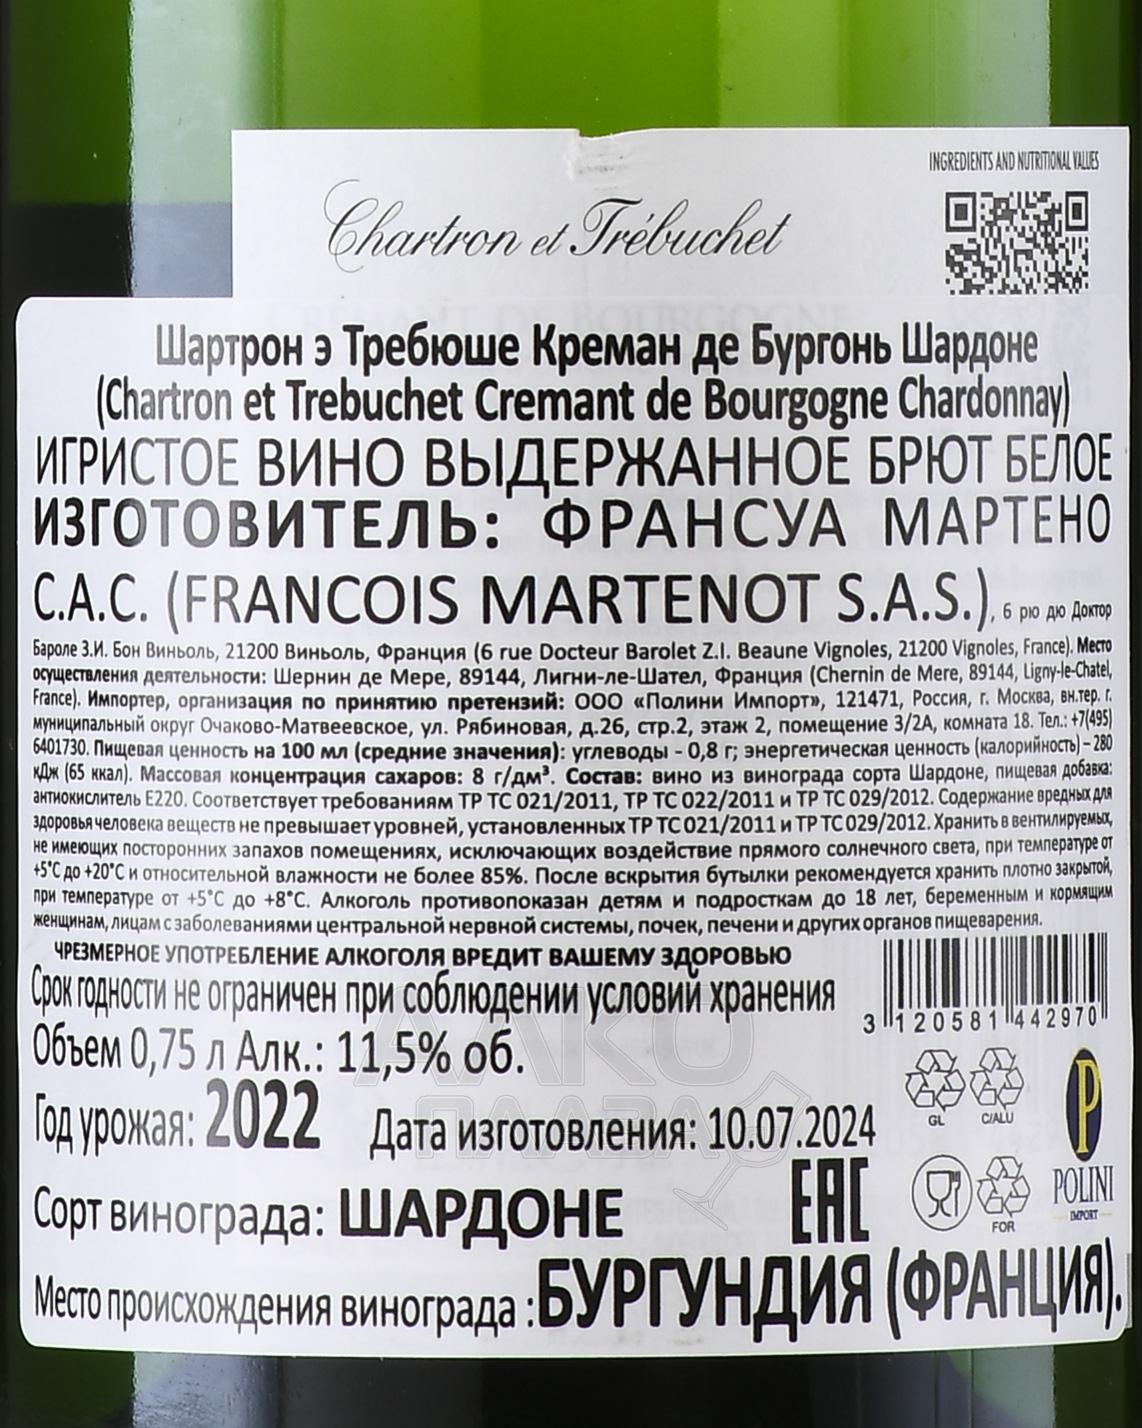 INGREDIENTS AND NUTRITIONAL VALUES
Chartron et Trébuchet
Шартрон э Требюше Креман де Бургонь Шардоне
(Chartron et Trebuchet Cremant de Bourgogne Chardonnay)
ИГРИСТОЕ ВИНО ВЫДЕРЖАННОЕ БРЮТ БЕЛОЕ
ИЗГОТОВИТЕЛЬ: ФРАНСУА МАРТЕНО
С.А.С. (FRANCOIS MARTENOT S.A.S.), 6 рю дю Доктор
Бароле З.И. Бон Виньоль, 21200 Виньоль, Франция (6 rue Docteur Barolet Z.I. Beaune Vignoles, 21200 Vignoles, France). Место
осуществления деятельности: Шернин де Мере, 89144, Лигни-ле-Шател, Франция (Chernin de Mere, 89144, Ligny-le-Chatel,
France). Импортер, организация по принятию претензий: ООО «Полини Импорт», 121471, Россия, г. Москва, вн.тер. г.
муниципальный округ Очаково-Матвеевское, ул. Рябиновая, д.26, стр.2, этаж 2, помещение 3/2А, комната 18. Тел.: +7(495)
6401730. Пищевая ценность на 100 мл (средние значения): углеводы - 0,8 г; энергетическая ценность (калорийность) – 280
кДж (65 ккал). Массовая концентрация сахаров: 8 г/дм³. Состав: вино из винограда сорта Шардоне, пищевая добавка:
антиокислитель Е220. Соответствует требованиям ТР ТС 021/2011, ТР ТС 022/2011 и ТР ТС 029/2012. Содержание вредных для
здоровья человека веществ не превышает уровней, установленных ТР ТС 021/2011 и ТР ТС 029/2012. Хранить в вентилируемых,
не имеющих посторонних запахов помещениях, исключающих воздействие прямого солнечного света, при температуре от
+5°С до +20°С и относительной влажности не более 85%. После вскрытия бутылки рекомендуется хранить плотно закрытой,
при температуре от +5°С до +8°С. Алкоголь противопоказан детям и подросткам до 18 лет, беременным и кормящим
женщинам, лицам с заболеваниями центральной нервной системы, почек, печени и других органов пищеварения.
ЧРЕЗМЕРНОЕ УПОТРЕБЛЕНИЕ АЛКОГОЛЯ ВРЕДИТ ВАШЕМУ ЗДОРОВЬЮ
Срок годности не ограничен при соблюдении условий хранения
3 120581 442970
Объем 0,75 л Алк.: 11,5% об.
АЛКО
ПЛАЗА
Год урожая: 2022 Дата изготовления: 10.07.2024
GL C/ALU
Сорт винограда: ШАРДОНЕ
EAC
FOR
P
POLINI
IMPORT
Место происхождения винограда :БУРГУНДИЯ (ФРАНЦИЯ).